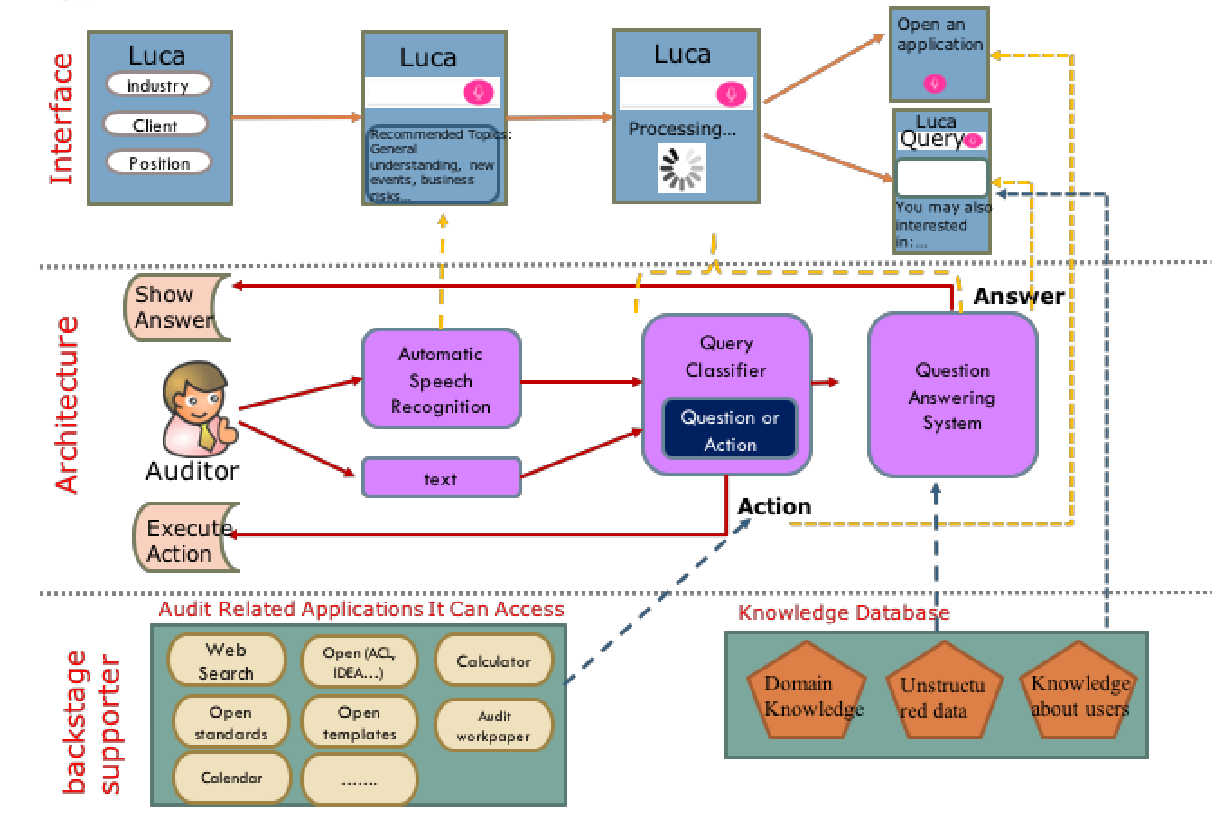 Interface
Luca
Industry
Client
Position
Luca
Recommended Topics:
General
understanding, new
events, business
risks...
Luca
Processing...
Open an
application
Luca
Query
You may also
interested
in:...
Architecture
Show
Answer
Auditor
Execute
Action
Automatic
Speech
Recognition
text
Query
Classifier
Question or
Action
Action
Answer
Question
Answering
System
backstage
supporter
Audit Related Applications It Can Access
Web
Search
Open (ACL,
IDEA...)
Calculator
Open
standards
Open
templates
Audit
workpaper
Calendar
.......
Knowledge Database
Domain
Knowledge
Unstructu
red data
Knowledge
about users